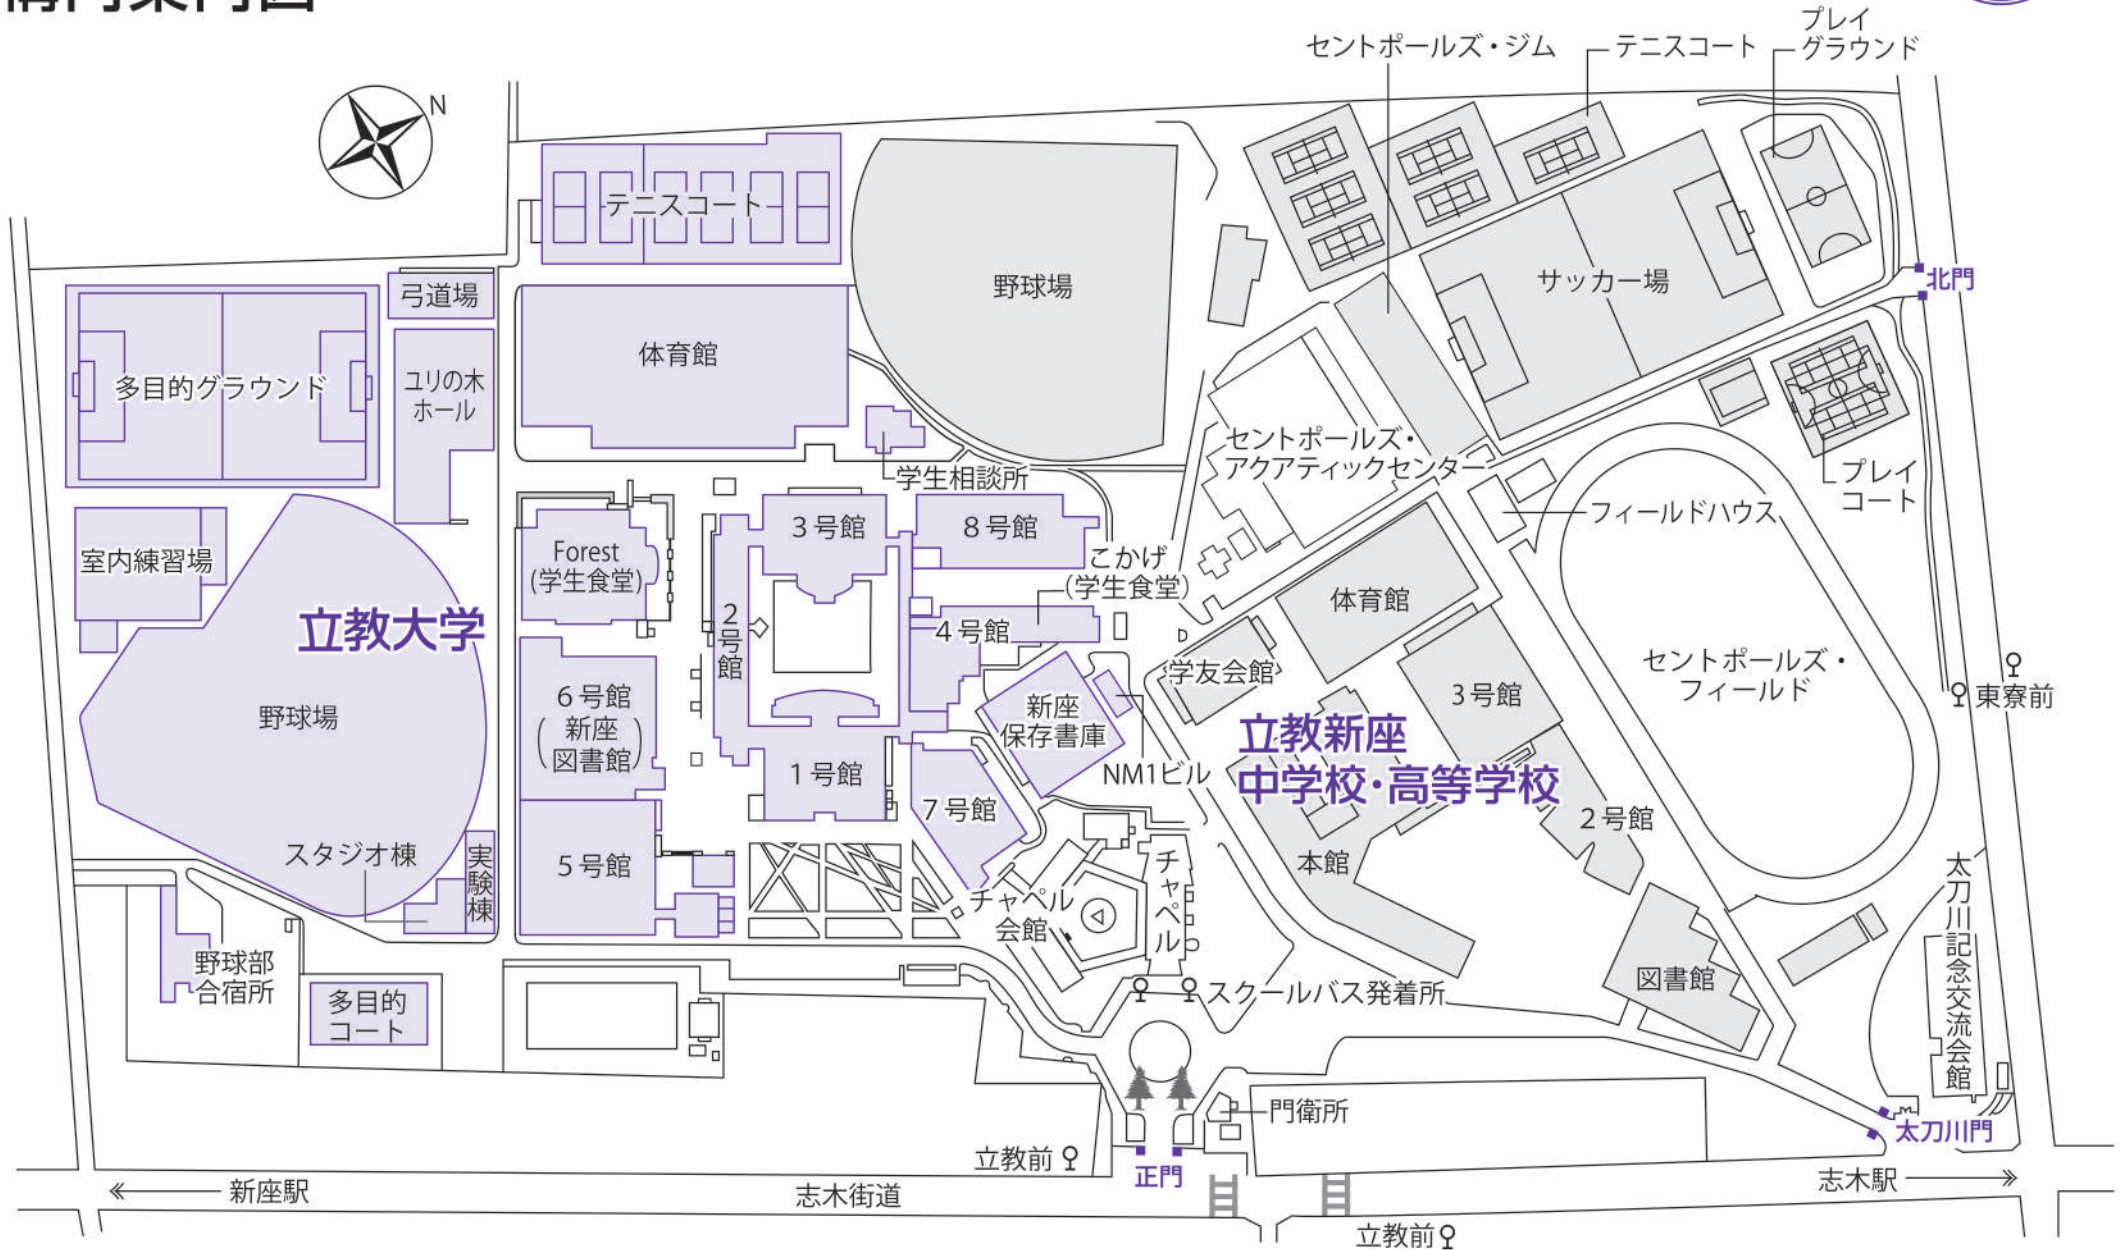 構内案内図
N
セントポールズ・ジム
テニスコート
プレイ
グラウンド
テニスコート
野球場
サッカー場
北門
弓道場
体育館
多目的グラウンド
ユリの木
ホール
学生相談所
セントポールズ・
アクアティックセンター
プレイ
コート
フィールドハウス
室内練習場
Forest
(学生食堂)
3号館
8号館
こかげ
(学生食堂)
体育館
立教大学
2号館
4号館
学友会館
3号館
セントポールズ・
フィールド
東寮前
野球場
6号館
(新座
図書館)
新座
保存書庫
立教新座
中学校・高等学校
1号館
NM1ビル
7号館
2号館
スタジオ棟
実験棟
5号館
チャペル
本館
太刀川記念交流会館
チャペル
会館
野球部
合宿所
多目的
コート
スクールバス発着所
図書館
門衛所
太刀川門
立教前
正門
新座駅
志木街道
志木駅
立教前